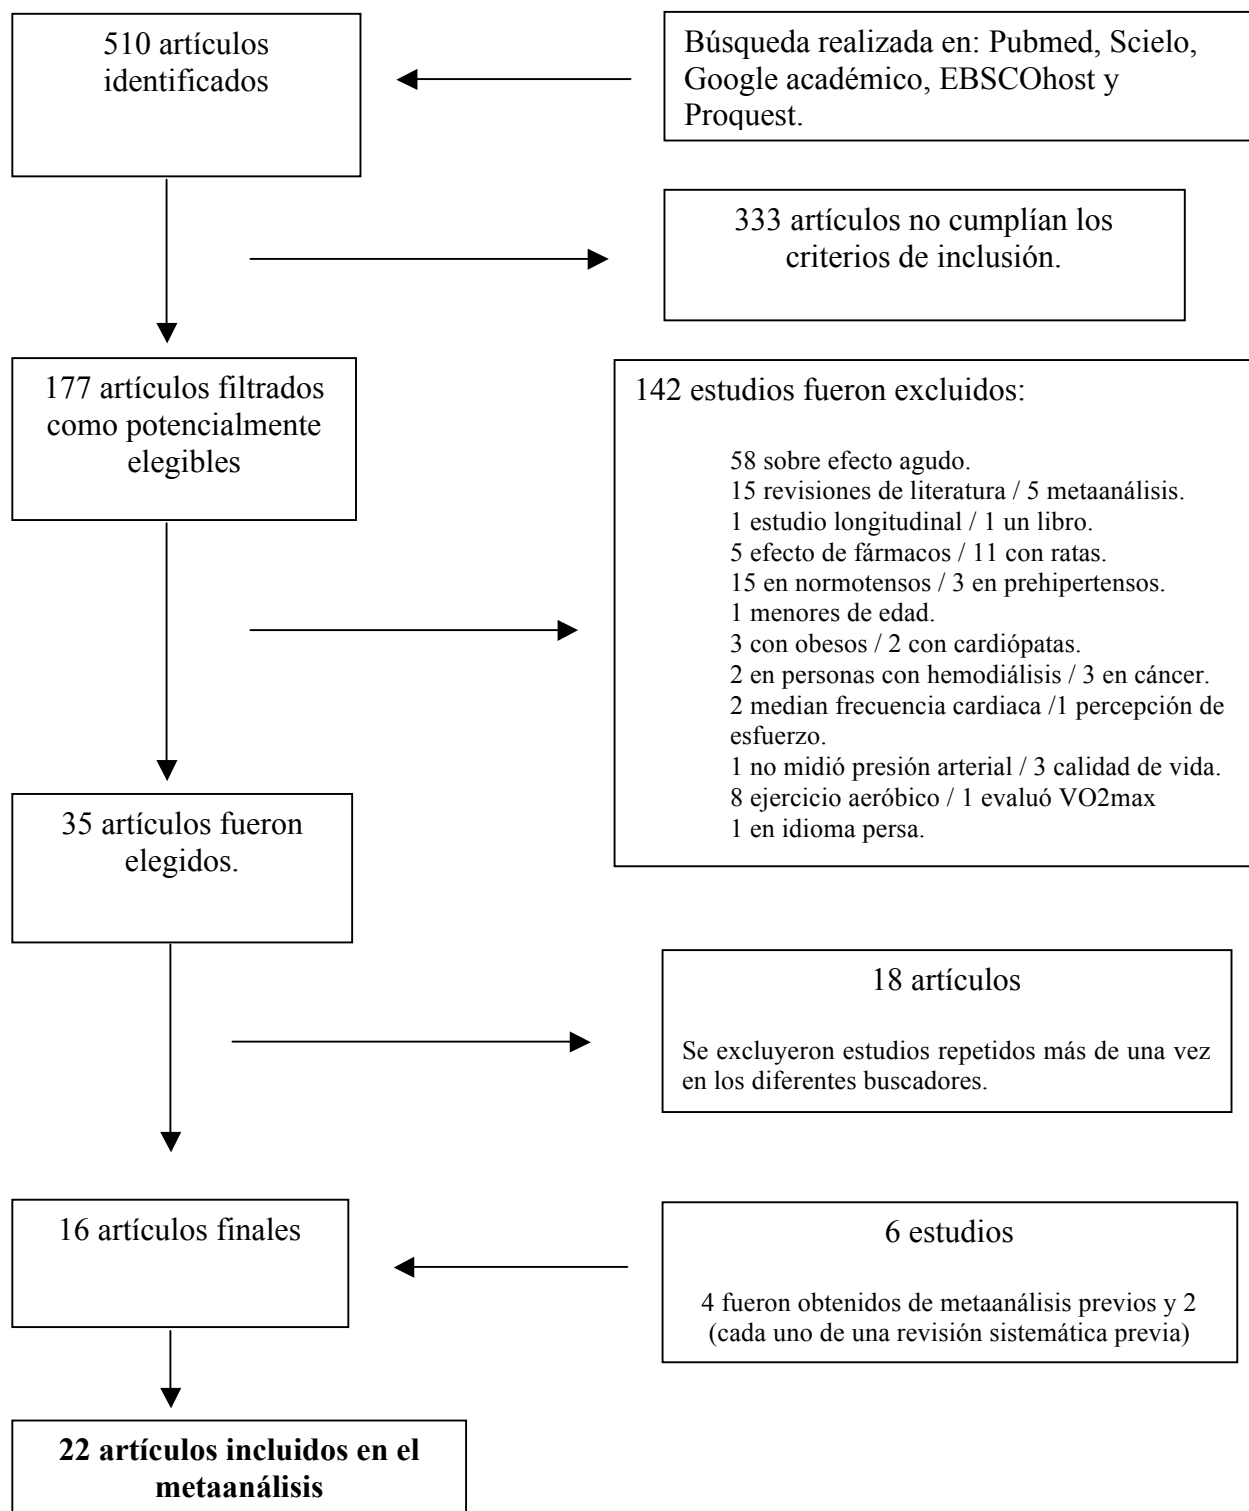 510 artículos
identificados
Búsqueda realizada en: Pubmed, Scielo,
Google académico, EBSCOhost y
Proquest.
333 artículos no cumplían los
criterios de inclusión.
177 artículos filtrados
como potencialmente
elegibles
142 estudios fueron excluidos:
58 sobre efecto agudo.
15 revisiones de literatura / 5 metaanálisis.
1 estudio longitudinal / 1 un libro.
5 efecto de fármacos / 11 con ratas.
15 en normotensos / 3 en prehipertensos.
1 menores de edad.
3 con obesos / 2 con cardiópatas.
2 en personas con hemodiálisis / 3 en cáncer.
2 median frecuencia cardiaca /1 percepción de
esfuerzo.
1 no midió presión arterial / 3 calidad de vida.
8 ejercicio aeróbico / 1 evaluó VO2max
1 en idioma persa.
35 artículos fueron
elegidos.
18 artículos
Se excluyeron estudios repetidos más de una vez
en los diferentes buscadores.
16 artículos finales
6 estudios
4 fueron obtenidos de metaanálisis previos y 2
(cada uno de una revisión sistemática previa)
22 artículos incluidos en el
metaanálisis